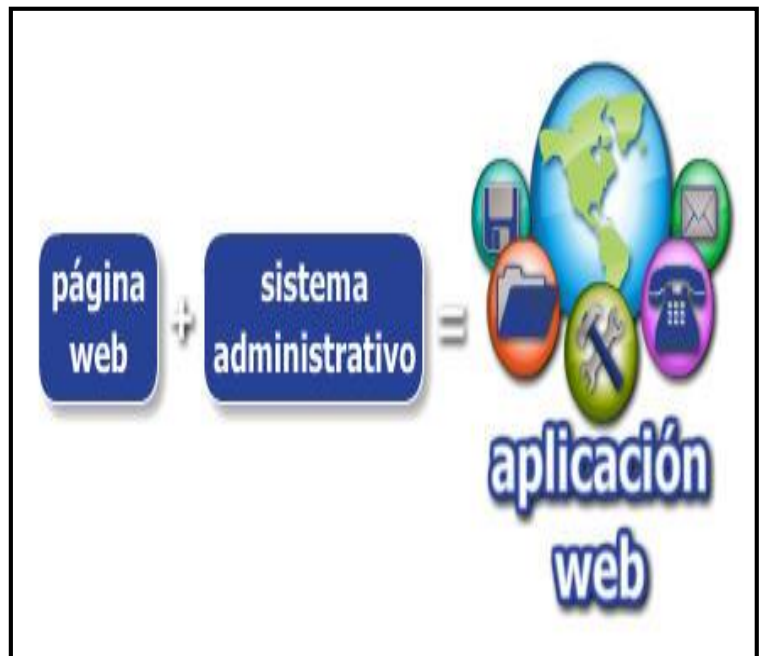 página
web
+
sistema
administrativo
=
aplicación
web